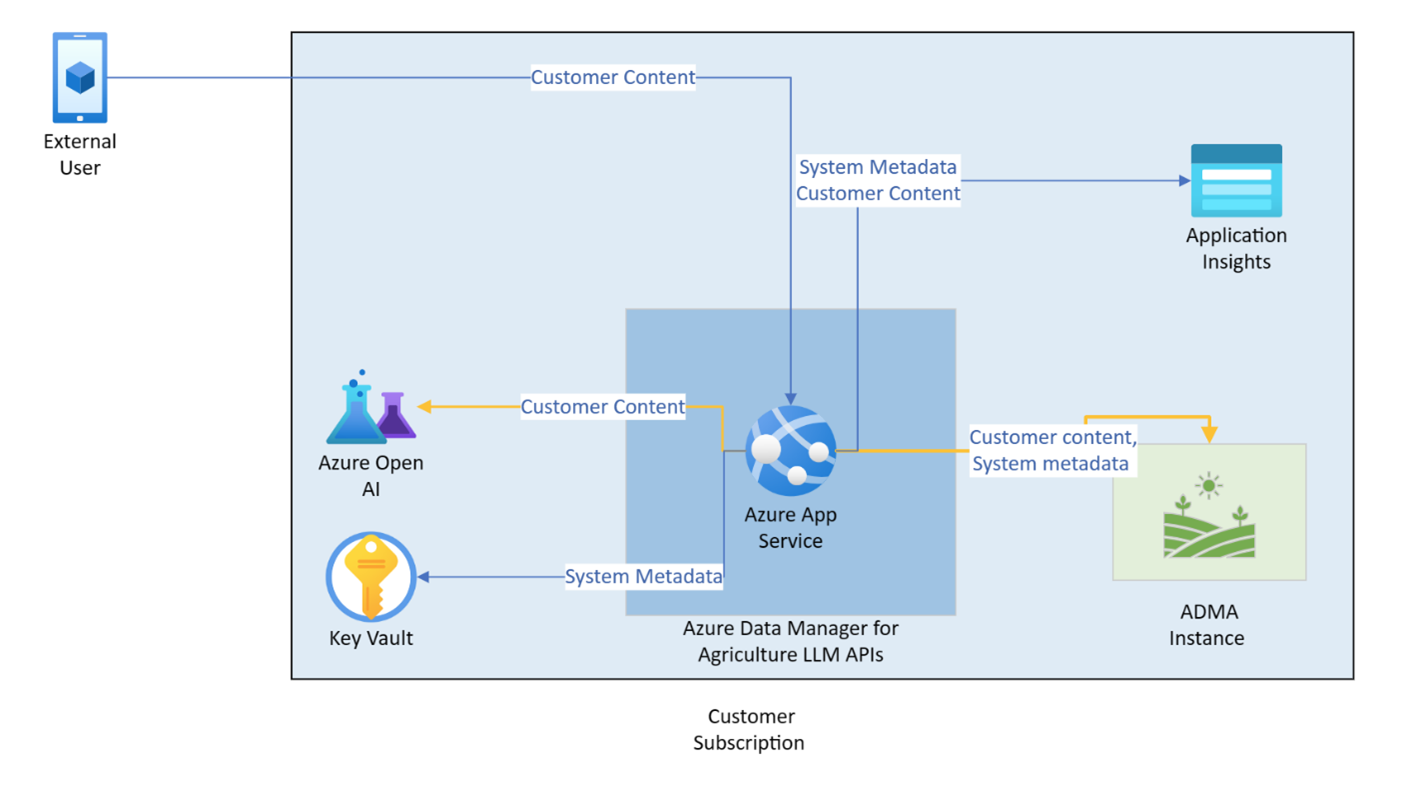 Customer Content
External
User
System Metadata
Customer Content
Application
Insights
Customer Content
Azure Open
AI
Customer content,
System metadata
Azure App
Service
System Metadata
Key Vault
ADMA
Instance
Azure Data Manager for
Agriculture LLM APIs
Customer
Subscription